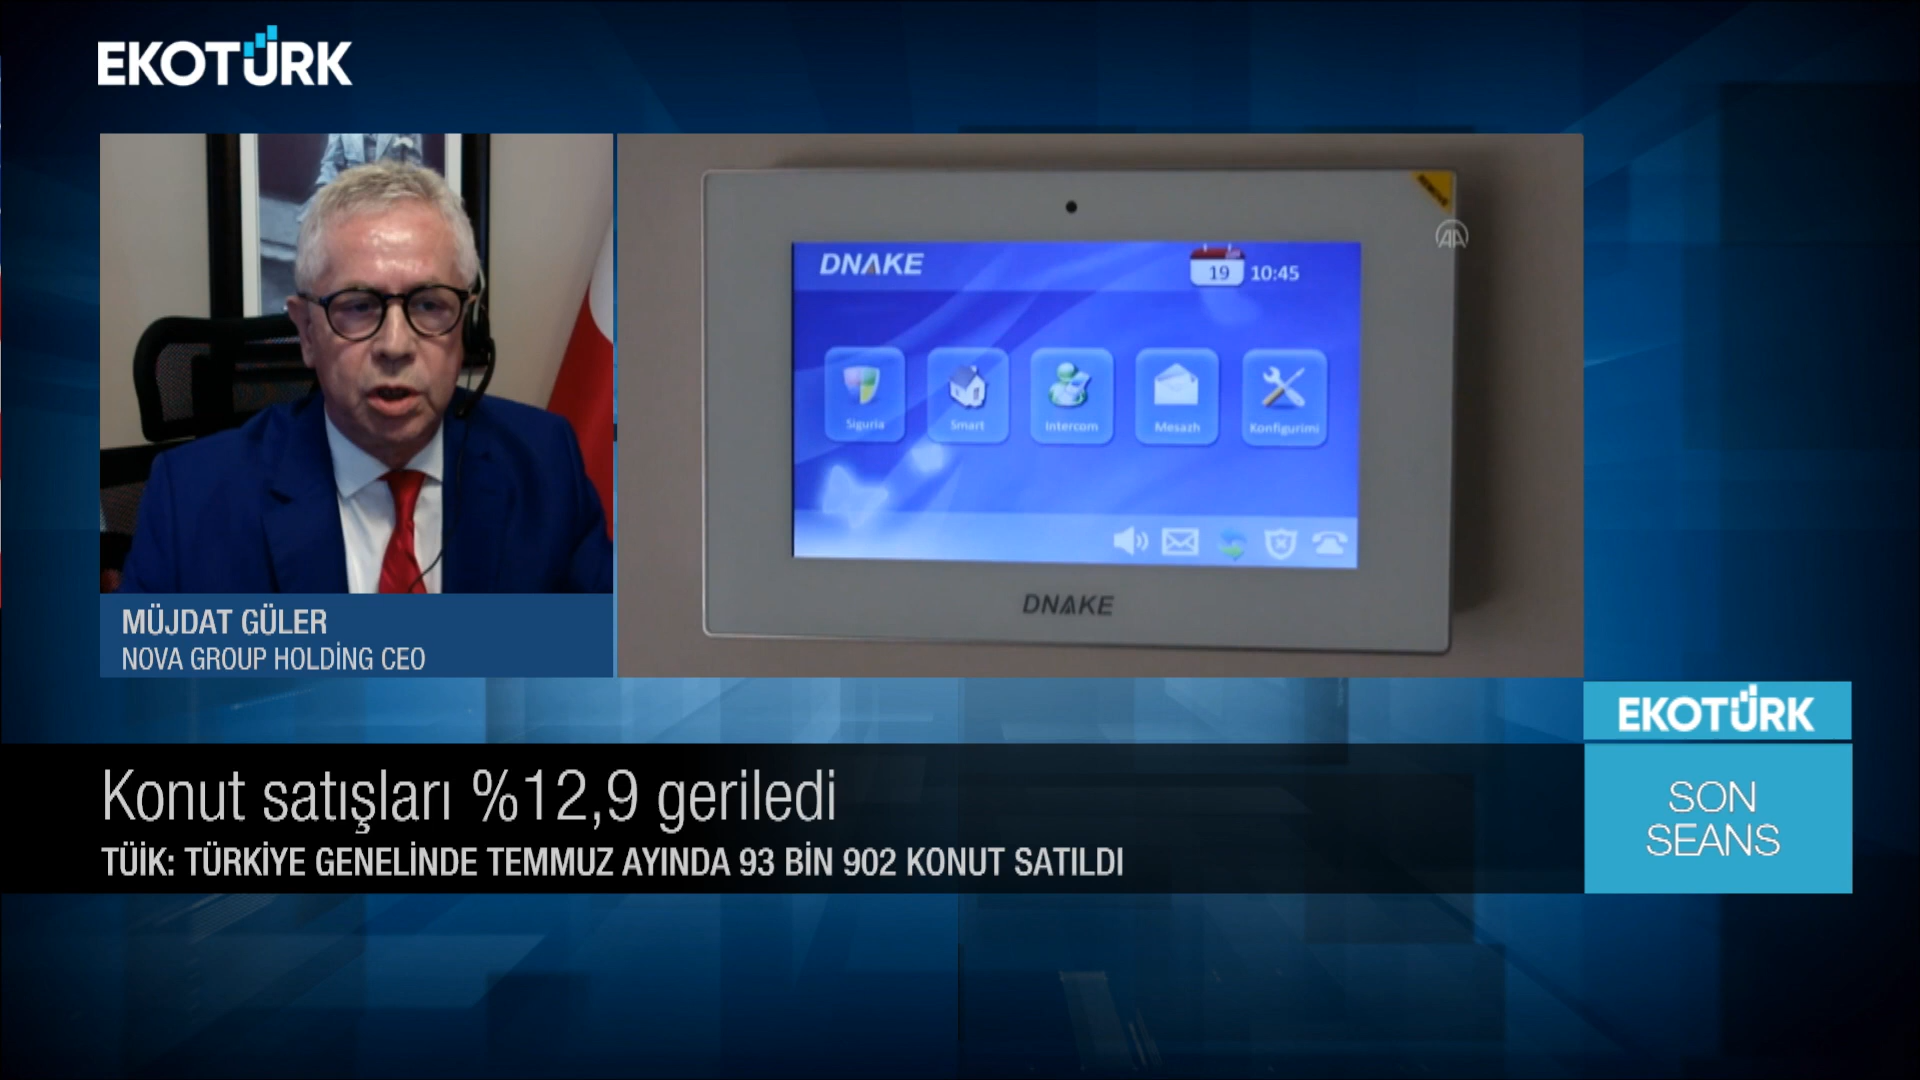 EKOTÜRK
DNAKE
19 10:45
Siguria Smart Intercom Mesazh Konfigurimi
DNAKE
AA
MÜJDAT GÜLER
NOVA GROUP HOLDİNG CEO
EKOTÜRK
Konut satışları %12,9 geriledi
TÜİK: TÜRKİYE GENELİNDE TEMMUZ AYINDA 93 BİN 902 KONUT SATILDI
SON
SEANS